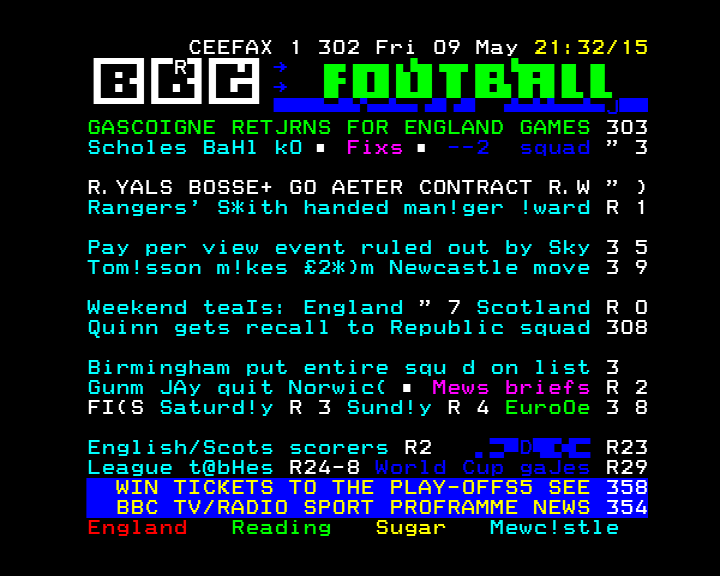 CEEFAX 1 302 Fri 09 May 21:32/15
BBC FOOTBALL
GASCOIGNE RETJRNS FOR ENGLAND GAMES 303
Scholes BaHl kO ▪ Fixs ▪ --2 squad ” 3
R.YALS BOSSE+ GO AETER CONTRACT R.W ” )
Rangers’ S*ith handed man!ger !ward R 1
Pay per view event ruled out by Sky 3 5
Tom!sson m!kes £2*)m Newcastle move 3 9
Weekend teaIs: England ” 7 Scotland R 0
Quinn gets recall to Republic squad 308
Birmingham put entire squ d on list 3
Gunm JAy quit Norwic( ▪ Mews briefs R 2
FI(S Saturd!y R 3 Sund!y R 4 EuroOe 3 8
English/Scots scorers R2 R23
League t@bHes R24-8 World Cup gaJes R29
WIN TICKETS TO THE PLAY-OFFS5 SEE 358
BBC TV/RADIO SPORT PROFRAMME NEWS 354
England Reading Sugar Mewc!stle